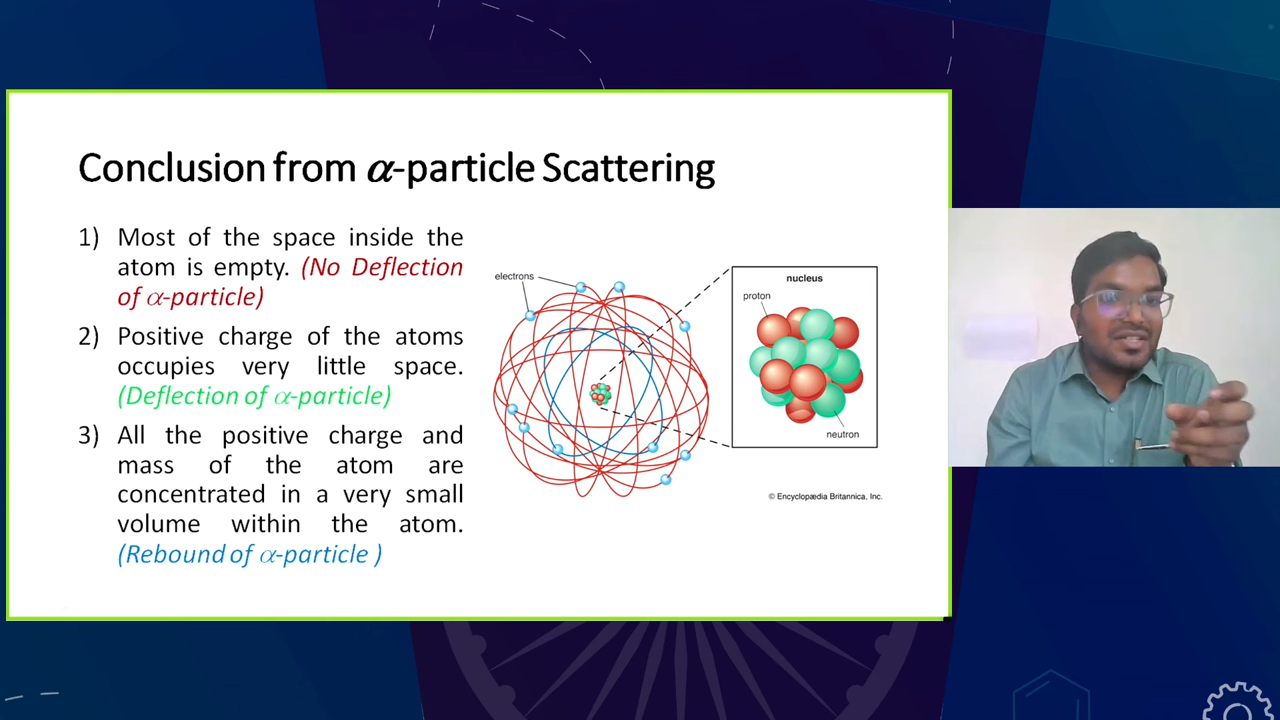 Conclusion from α-particle Scattering
1) Most of the space inside the
atom is empty. (No Deflection
of α-particle)
2) Positive charge of the atoms
occupies very little space.
(Deflection of α-particle)
3) All the positive charge and
mass of the atom are
concentrated in a very small
volume within the atom.
(Rebound of α-particle )
electrons
nucleus
proton
neutron
© Encyclopædia Britannica, Inc.